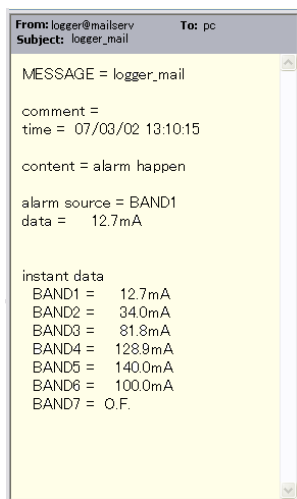 From: logger@mailserv To: pc
Subject: logger_mail
MESSAGE = logger_mail
comment =
time = 07/03/02 13:10:15
content = alarm happen
alarm source = BAND1
data = 12.7mA
instant data
BAND1 = 12.7mA
BAND2 = 34.0mA
BAND3 = 81.8mA
BAND4 = 128.9mA
BAND5 = 140.0mA
BAND6 = 100.0mA
BAND7 = O.F.